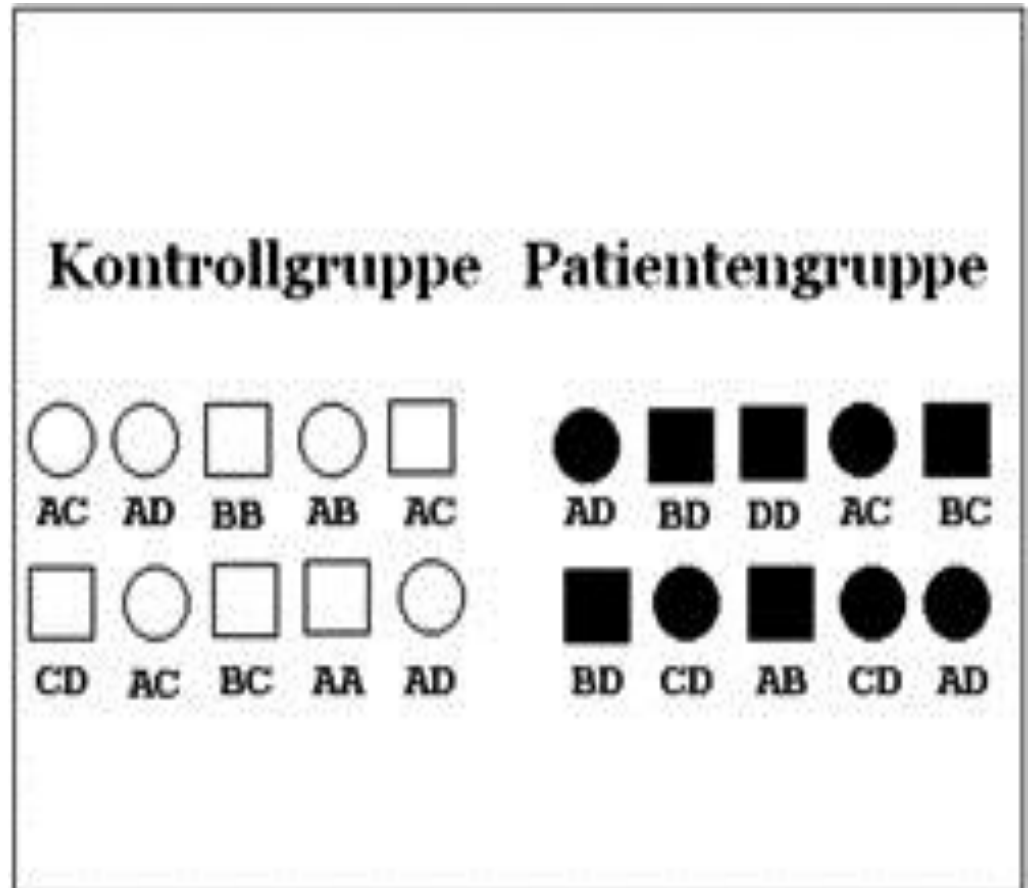 Kontrollgruppe Patientengruppe
AC AD BB AB AC AD BD DD AC BC
CD AC BC AA AD BD CD AB CD AD